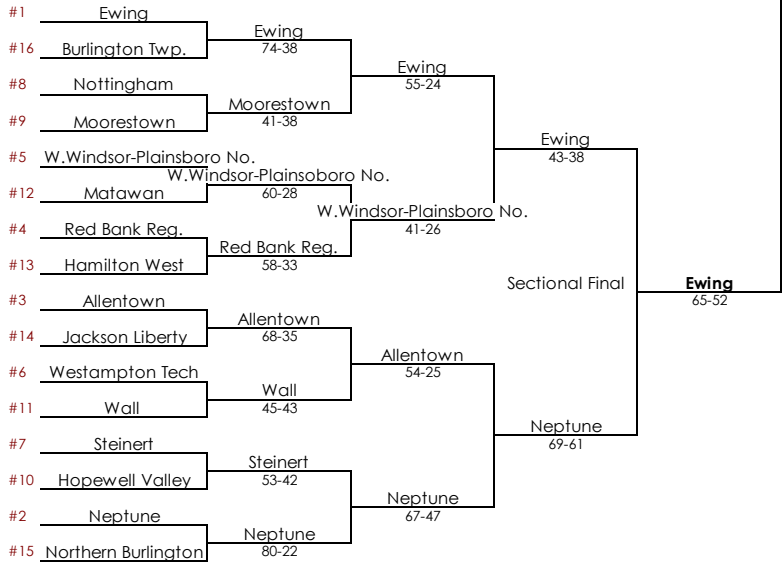 #1 Ewing
Ewing
#16 Burlington Twp.
74-38
Ewing
#8 Nottingham
55-24
Moorestown
#9 Moorestown
41-38
Ewing
#5 W.Windsor-Plainsboro No.
43-38
W.Windsor-Plainsoboro No.
#12 Matawan
60-28
W.Windsor-Plainsboro No.
#4 Red Bank Reg.
41-26
Red Bank Reg.
#13 Hamilton West
58-33
Sectional Final
Ewing
#3 Allentown
65-52
Allentown
#14 Jackson Liberty
68-35
Allentown
#6 Westampton Tech
54-25
Wall
#11 Wall
45-43
Neptune
#7 Steinert
69-61
Steinert
#10 Hopewell Valley
53-42
Neptune
#2 Neptune
67-47
Neptune
#15 Northern Burlington
80-22